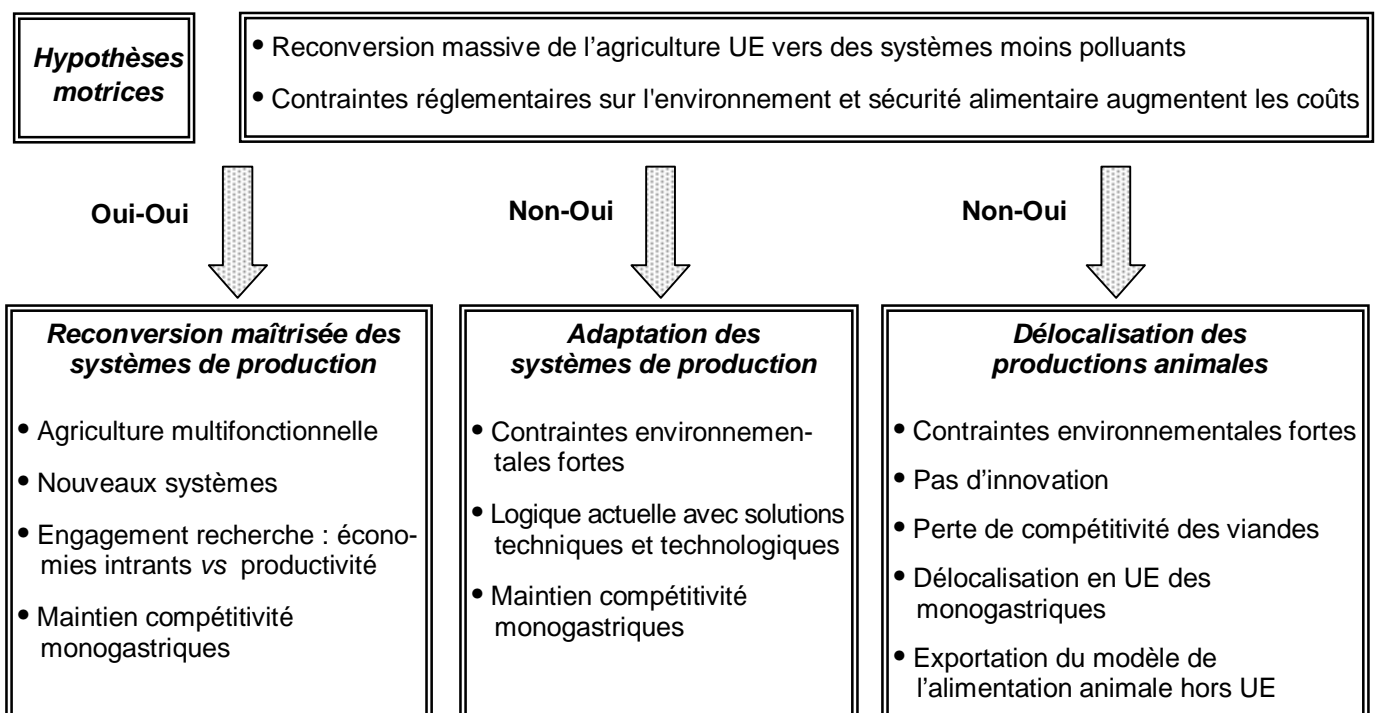 Hypothèses
motrices
• Reconversion massive de l’agriculture UE vers des systèmes moins polluants
• Contraintes réglementaires sur l'environnement et sécurité alimentaire augmentent les coûts
Oui-Oui
Non-Oui
Non-Oui
Reconversion maîtrisée des
systèmes de production
• Agriculture multifonctionnelle
• Nouveaux systèmes
• Engagement recherche : écono-
mies intrants vs productivité
• Maintien compétitivité
monogastriques
Adaptation des
systèmes de production
• Contraintes environnemen-
tales fortes
• Logique actuelle avec solutions
techniques et technologiques
• Maintien compétitivité
monogastriques
Délocalisation des
productions animales
• Contraintes environnementales fortes
• Pas d’innovation
• Perte de compétitivité des viandes
• Délocalisation en UE des
monogastriques
• Exportation du modèle de
l’alimentation animale hors UE